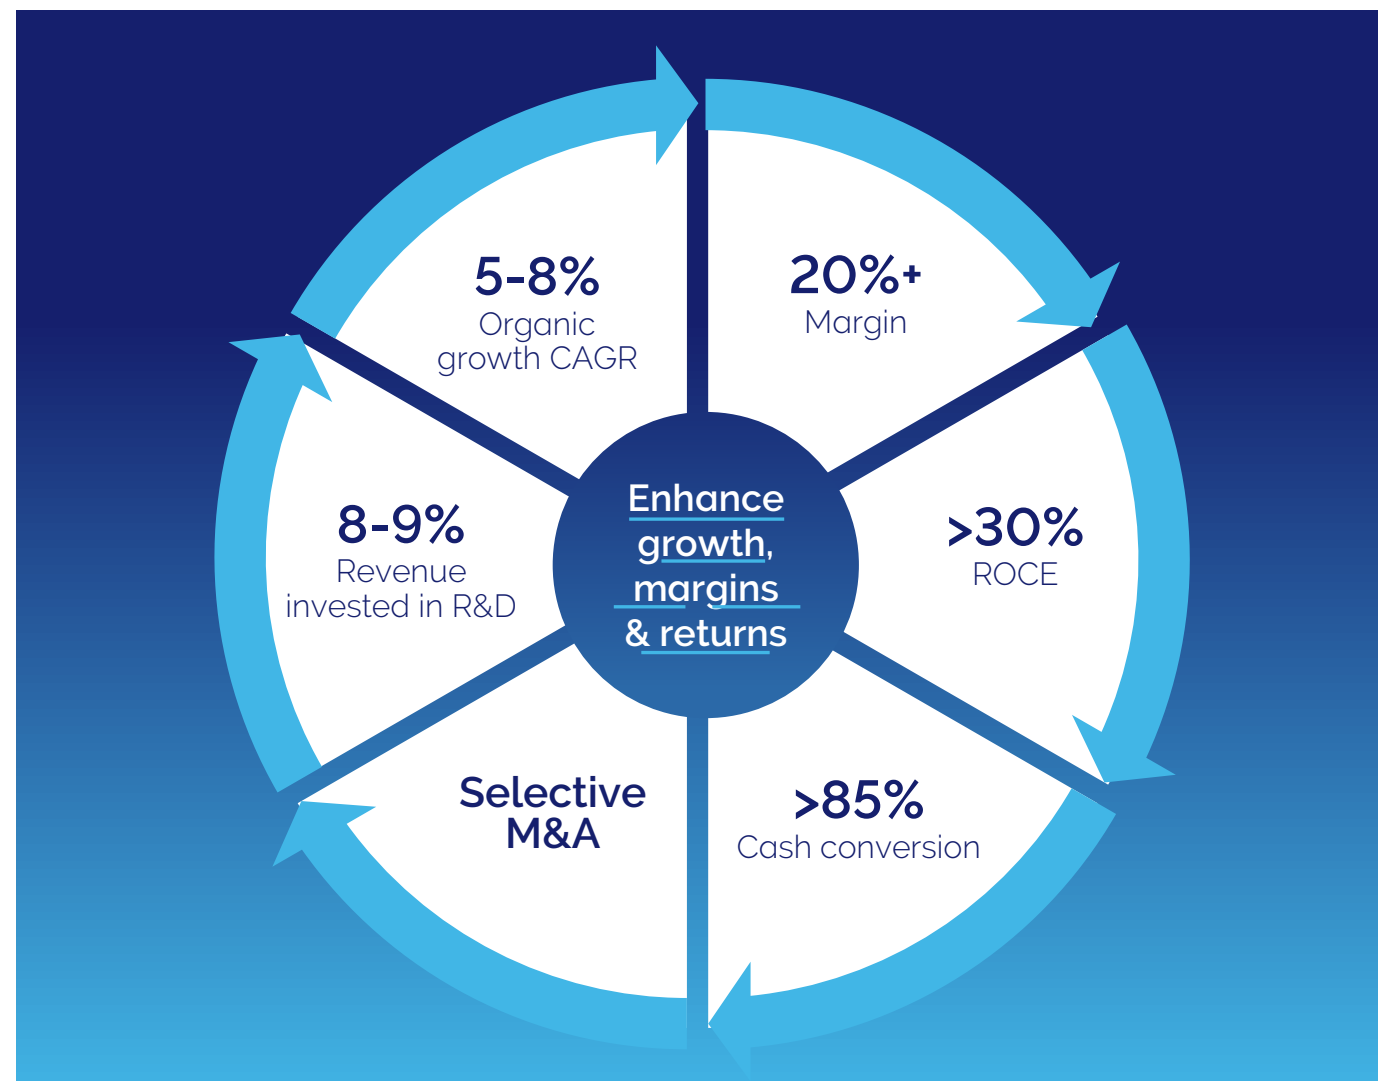 5-8%
Organic
growth CAGR
20%+
Margin
8-9%
Revenue
invested in R&D
Enhance
growth,
margins
& returns
>30%
ROCE
Selective
M&A
>85%
Cash conversion